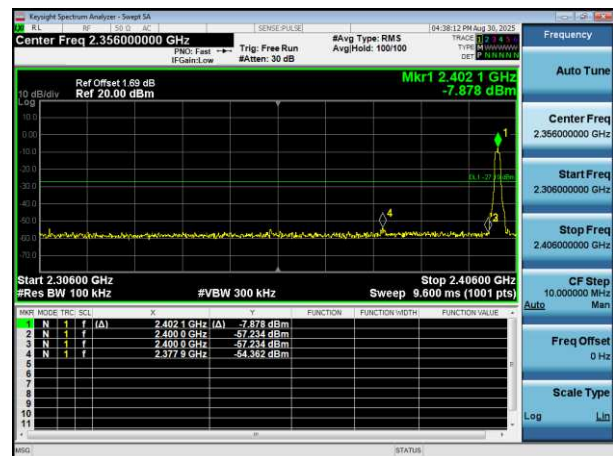 Keysight Spectrum Analyzer - Swept SA
RL RF 50 Ω AC SENSE:PULSE 04:38:12 PM Aug 30, 2025
Center Freq 2.356000000 GHz #Avg Type: RMS TRACE 1 2 3 4 5 6
PNO: Fast Trig: Free Run Avg|Hold: 100/100 TYPE M WWWWW
IFGain:Low #Atten: 30 dB DET P N N N N N
Ref Offset 1.69 dB Mkr1 2.402 1 GHz
10 dB/div Ref 20.00 dBm -7.878 dBm
Log
10.0
0.00
-10.0
-20.0
-30.0
-40.0
-50.0
-60.0
-70.0
1
4
3
Start 2.30600 GHz Stop 2.40600 GHz
#Res BW 100 kHz #VBW 300 kHz Sweep 9.600 ms (1001 pts)
MKR MODE TRC SCL X Y FUNCTION FUNCTION WIDTH FUNCTION VALUE
1 N 1 f (Δ) 2.402 1 GHz (Δ) -7.878 dBm
2 N 1 f 2.400 0 GHz -57.234 dBm
3 N 1 f 2.400 0 GHz -57.234 dBm
4 N 1 f 2.377 9 GHz -54.362 dBm
5
6
7
8
9
10
11
MSG STATUS
Frequency
Auto Tune
Center Freq
2.356000000 GHz
Start Freq
2.306000000 GHz
Stop Freq
2.406000000 GHz
CF Step
10.000000 MHz
Auto Man
Freq Offset
0 Hz
Scale Type
Log Lin